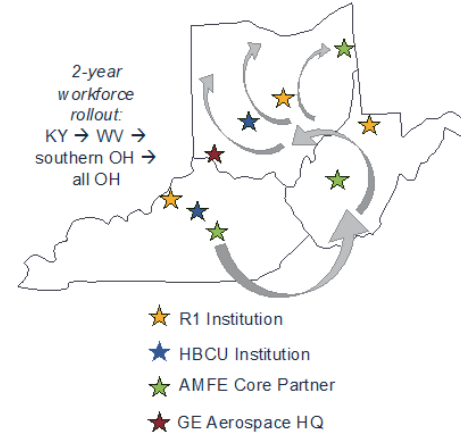 2-year
workforce
rollout:
KY → WV →
southern OH →
all OH
R1 Institution
HBCU Institution
AMFE Core Partner
GE Aerospace HQ